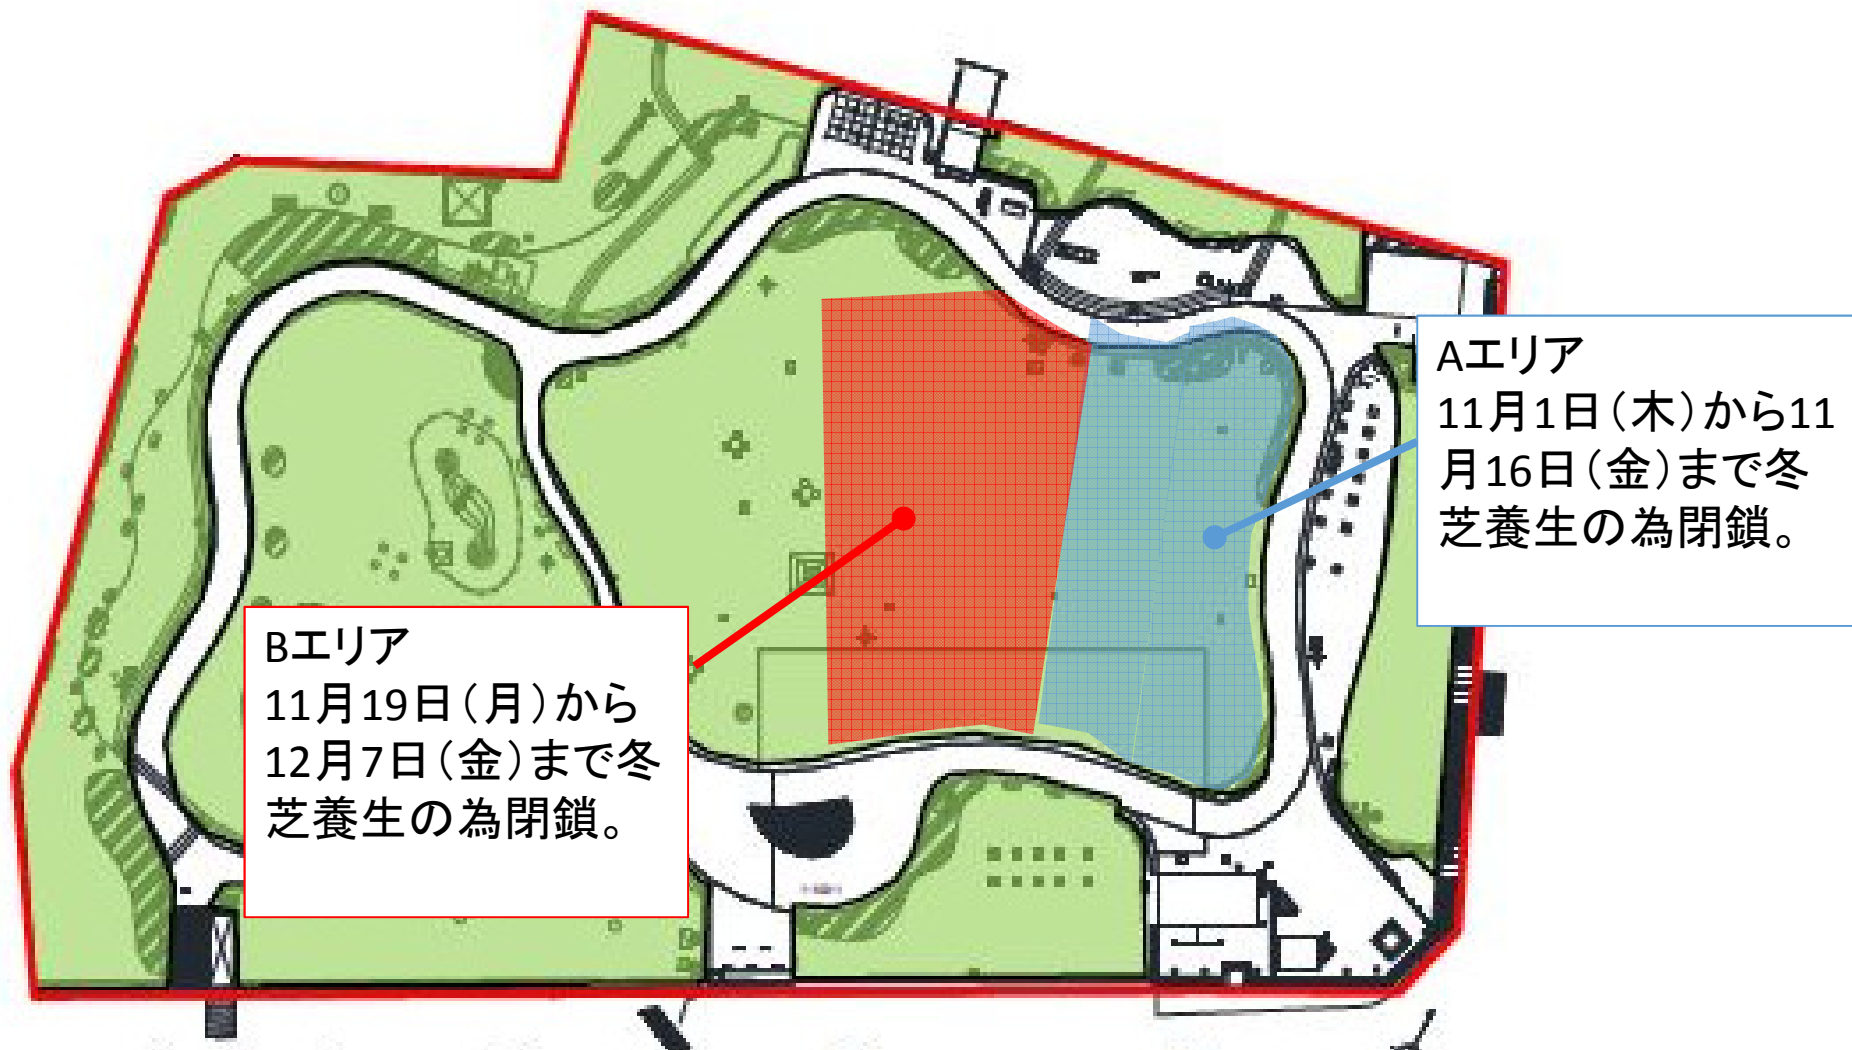 Aエリア
11月1日（木）から11
月16日（金）まで冬
芝養生の為閉鎖。
Bエリア
11月19日（月）から
12月7日（金）まで冬
芝養生の為閉鎖。